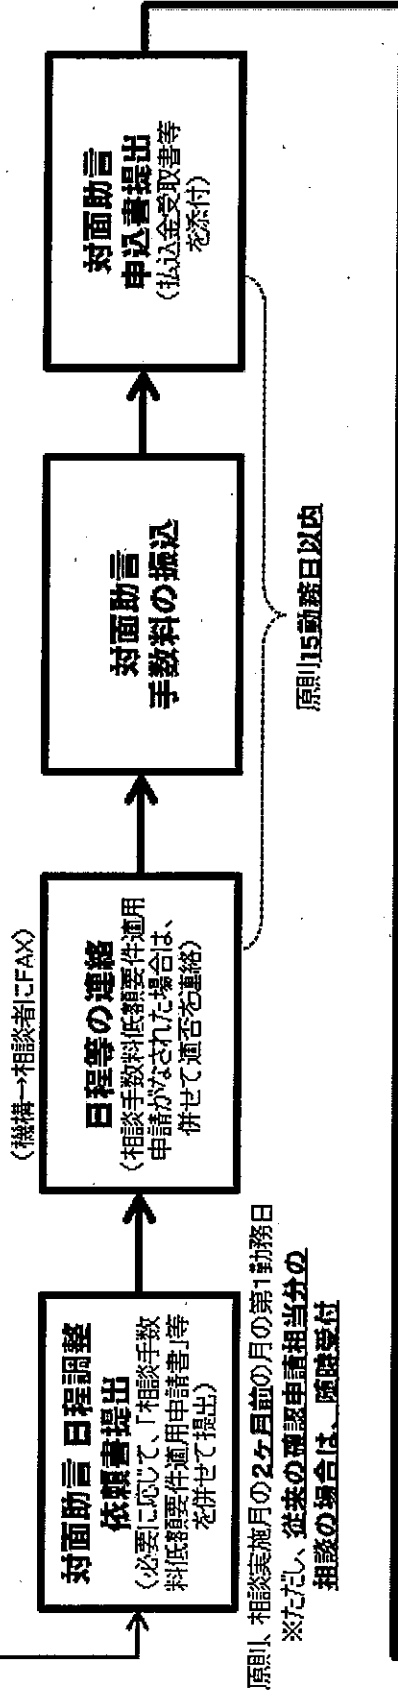 対面助言 日程調整
依頼書提出
（必要に応じて、「相談手数
料低額要件適用申請書」等
を併せて提出）
原則、相談実施月の2ヶ月前の月の第1勤務日
※ただし、従来の確認申請相当分の
相談の場合は、随時受付
（機構→相談者にFAX）
日程等の連絡
（相談手数料低額要件適用
申請がなされた場合は、
併せて適否を連絡）
対面助言
手数料の振込
対面助言
申込書提出
（払込金受取書等
を添付）
原則15勤務日以内